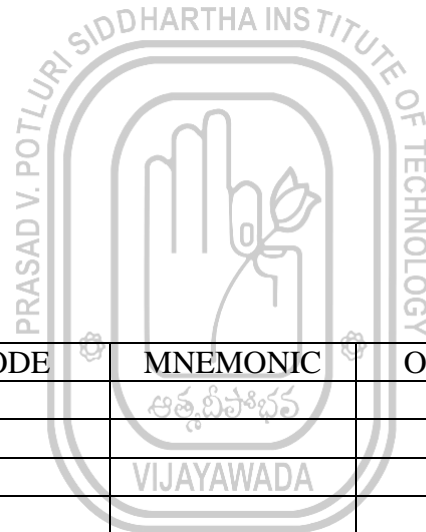 PRASAD V. POTLURI SIDDHARTHA INSTITUTE OF TECHNOLOGY
ODE MNEMONIC O
ఆత్మదీపోభవ
VIJAYAWADA